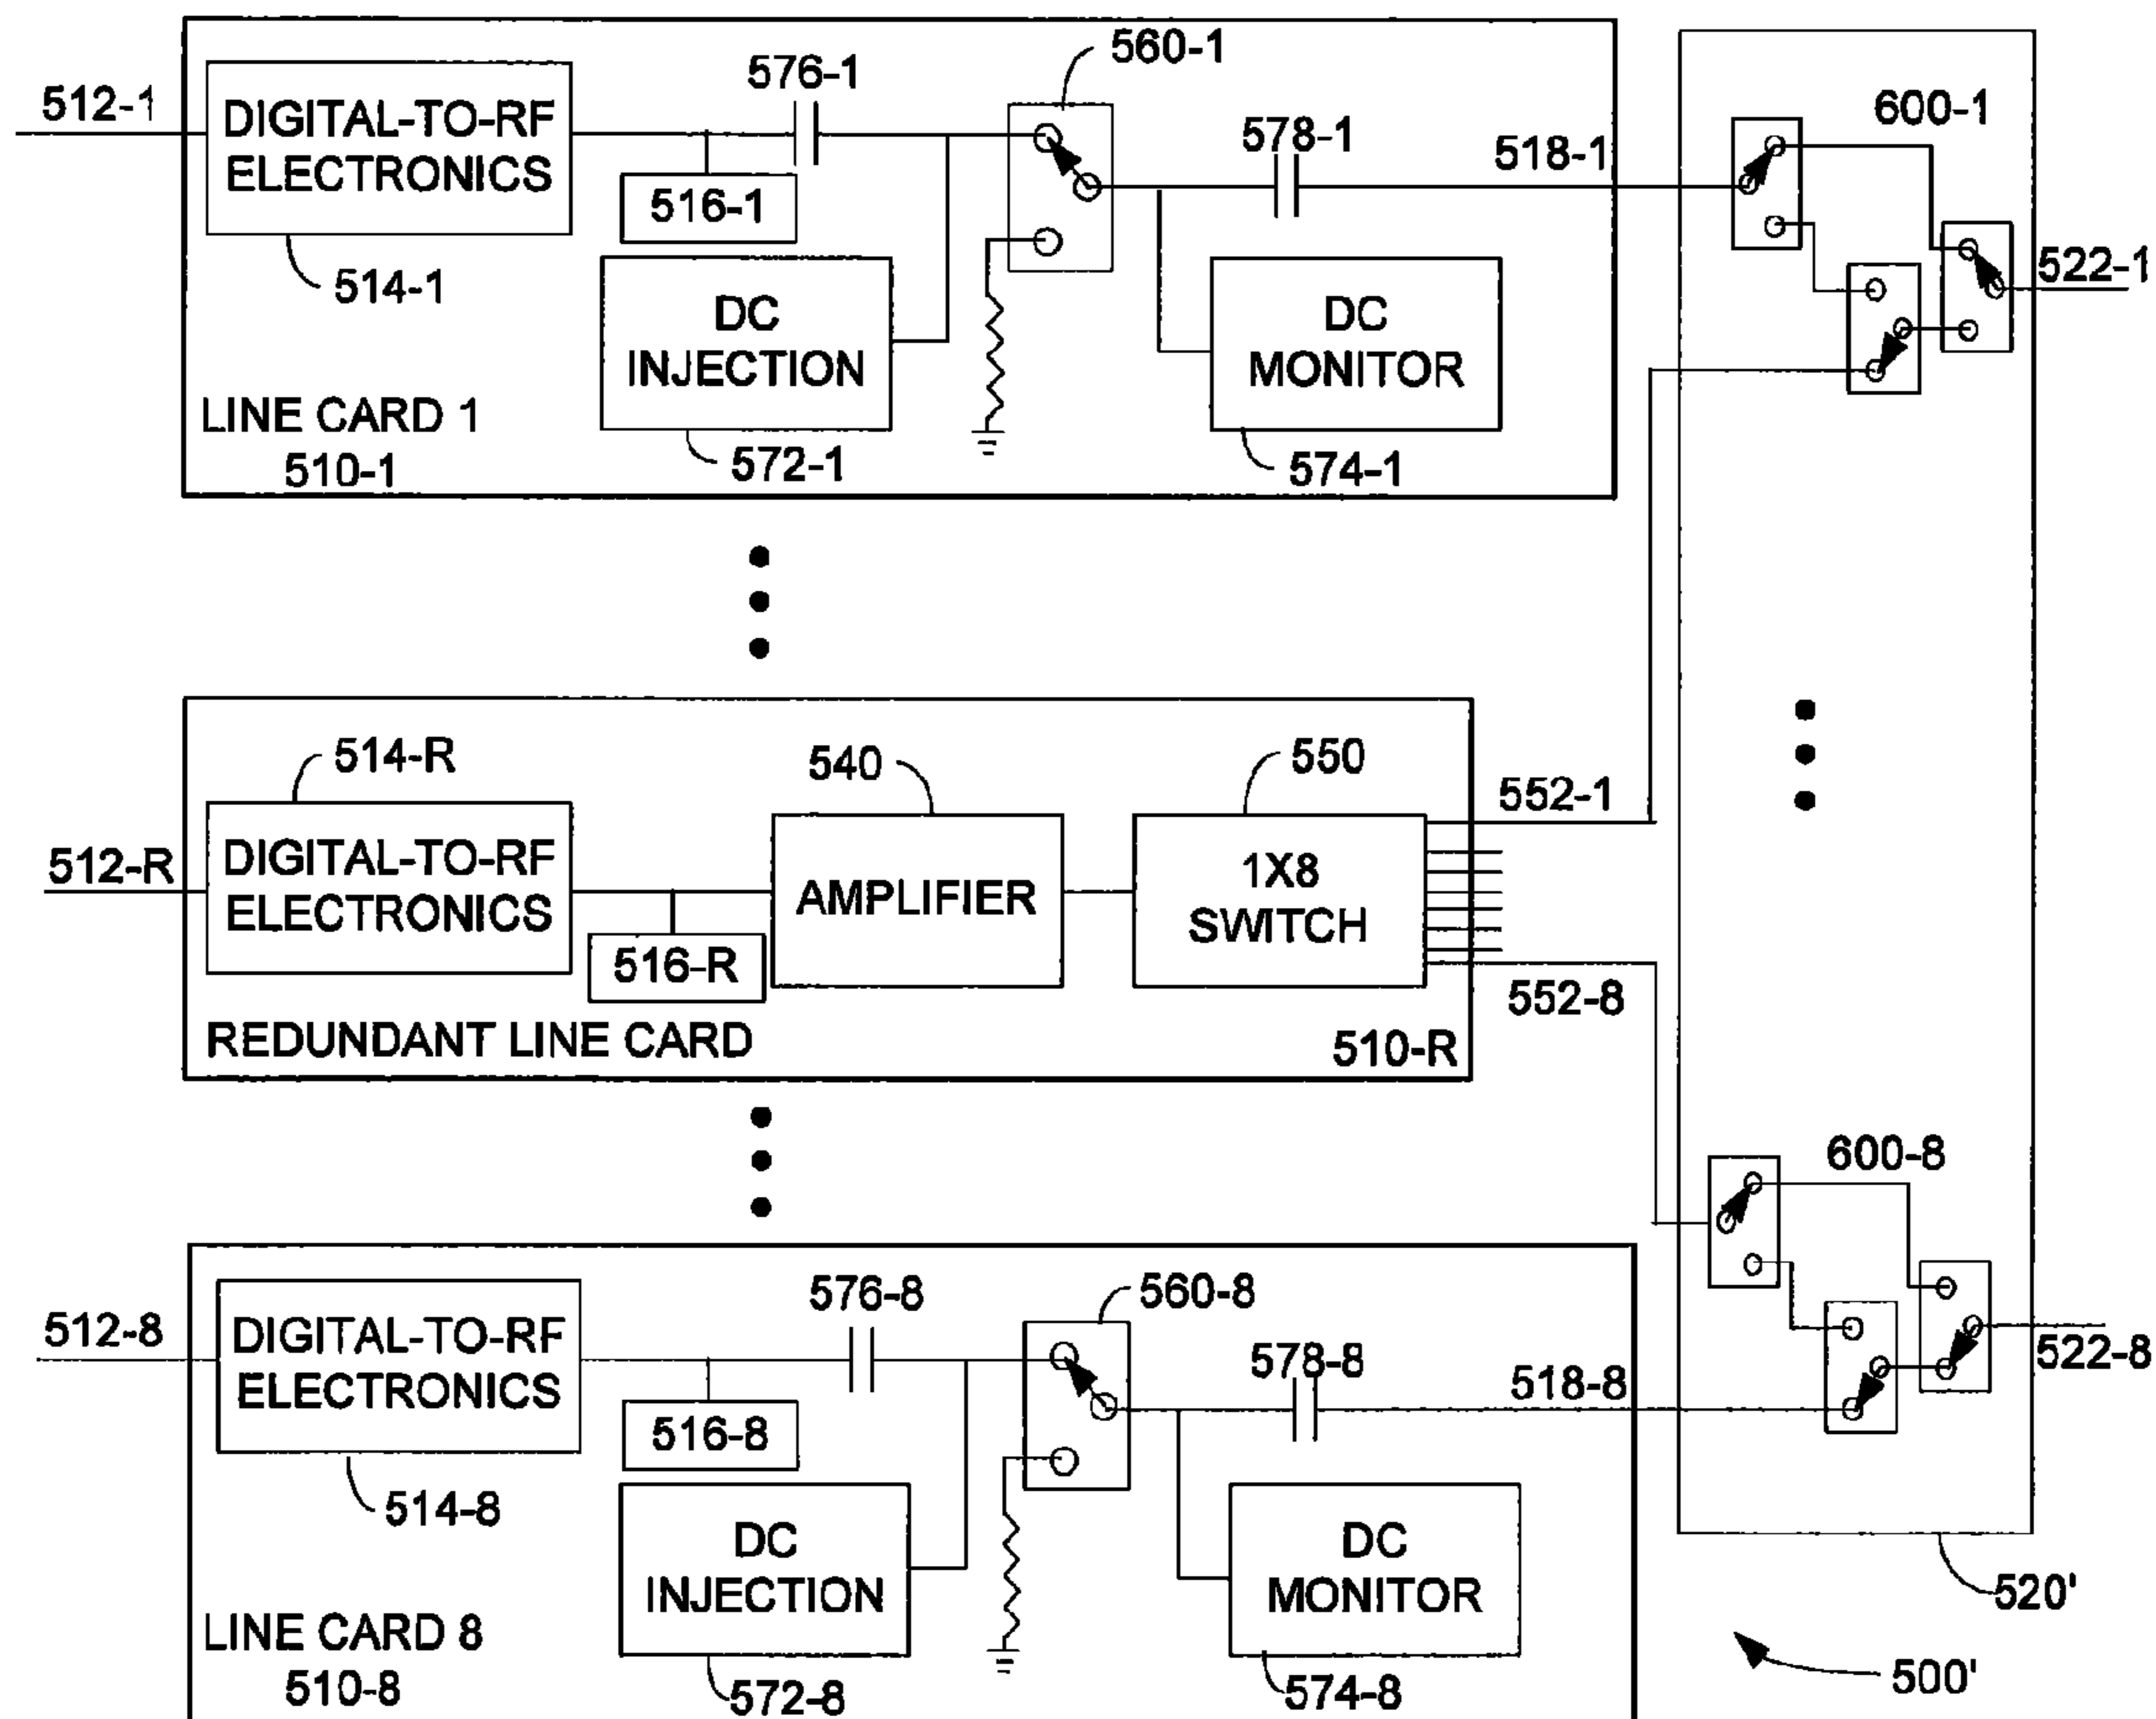 560-1
576-1
512-1
DIGITAL-TO-RF
ELECTRONICS
600-1
578-1
518-1
516-1
522-1
514-1
DC
INJECTION
DC
MONITOR
LINE CARD 1
510-1
572-1
574-1
514-R
540
550
552-1
512-R
DIGITAL-TO-RF
ELECTRONICS
AMPLIFIER
1X8
SWITCH
516-R
552-8
REDUNDANT LINE CARD
510-R
600-8
576-8
560-8
512-8
DIGITAL-TO-RF
ELECTRONICS
578-8
518-8
522-8
516-8
514-8
DC
INJECTION
DC
MONITOR
520'
LINE CARD 8
510-8
572-8
574-8
500'